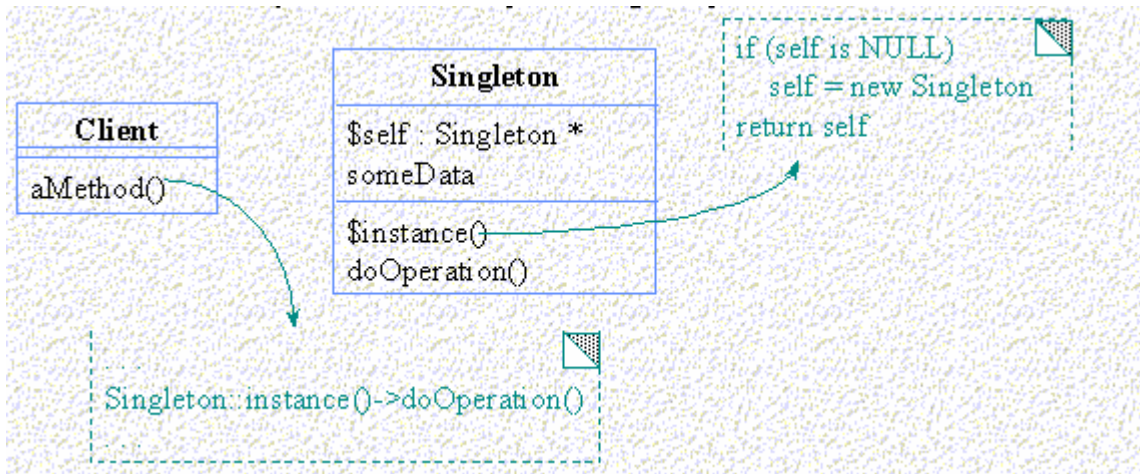 Client
aMethod()
Singleton
$self : Singleton *
someData
$instance()
doOperation()
if (self is NULL)
self = new Singleton
return self
. . .
Singleton::instance()->doOperation()
. . .